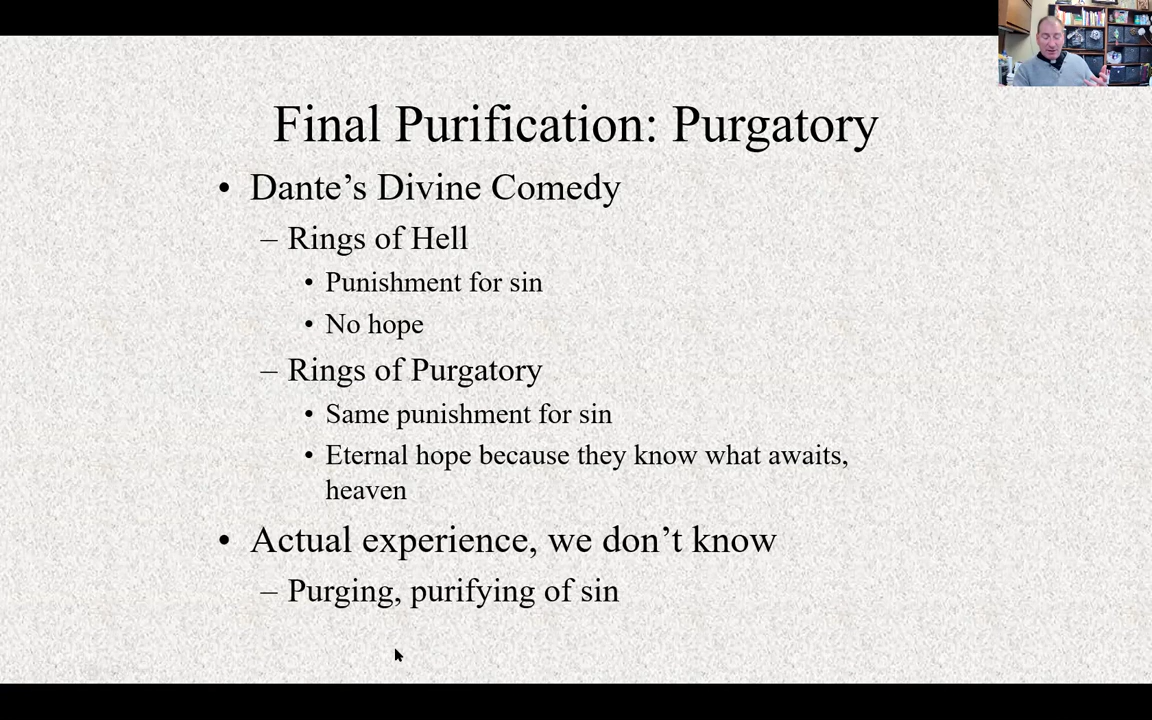 Final Purification: Purgatory
• Dante’s Divine Comedy
– Rings of Hell
• Punishment for sin
• No hope
– Rings of Purgatory
• Same punishment for sin
• Eternal hope because they know what awaits,
heaven
• Actual experience, we don’t know
– Purging, purifying of sin